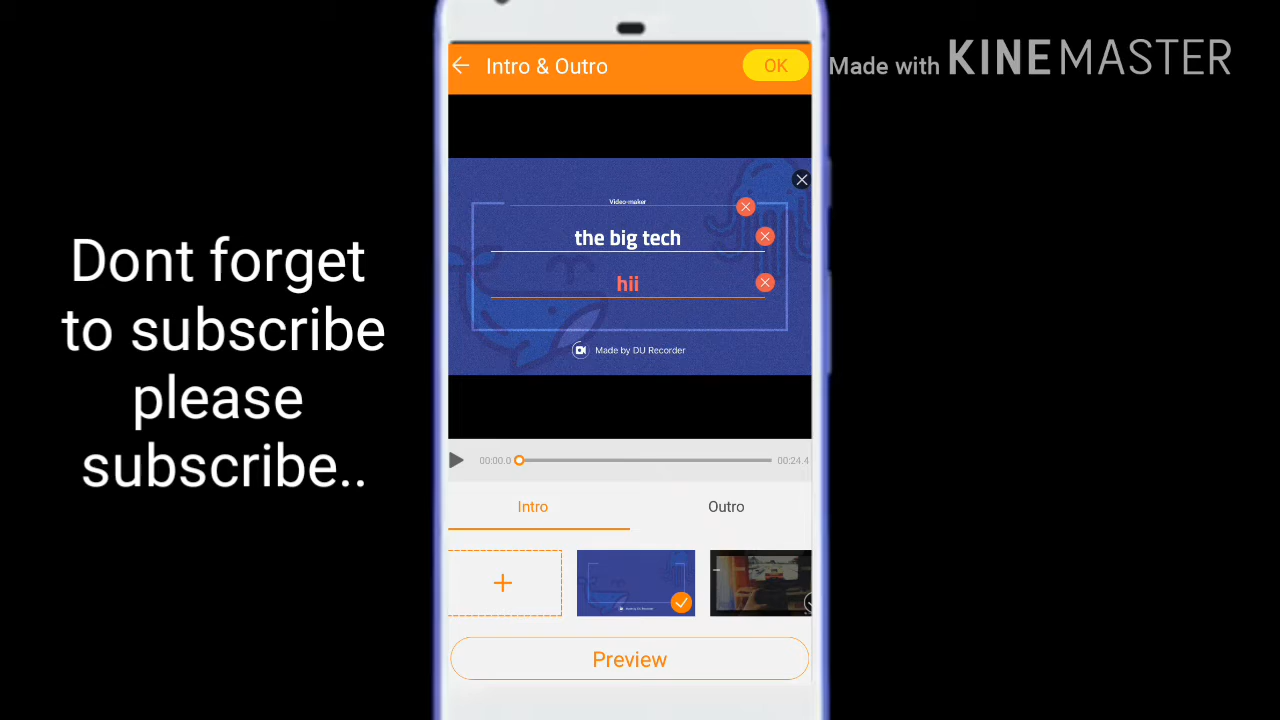 Intro & Outro
OK
Made with KINEMASTER
Video-maker
the big tech
hii
Made by DU Recorder
Dont forget
to subscribe
please
subscribe..
00:00.0
00:24.4
Intro
Outro
Preview